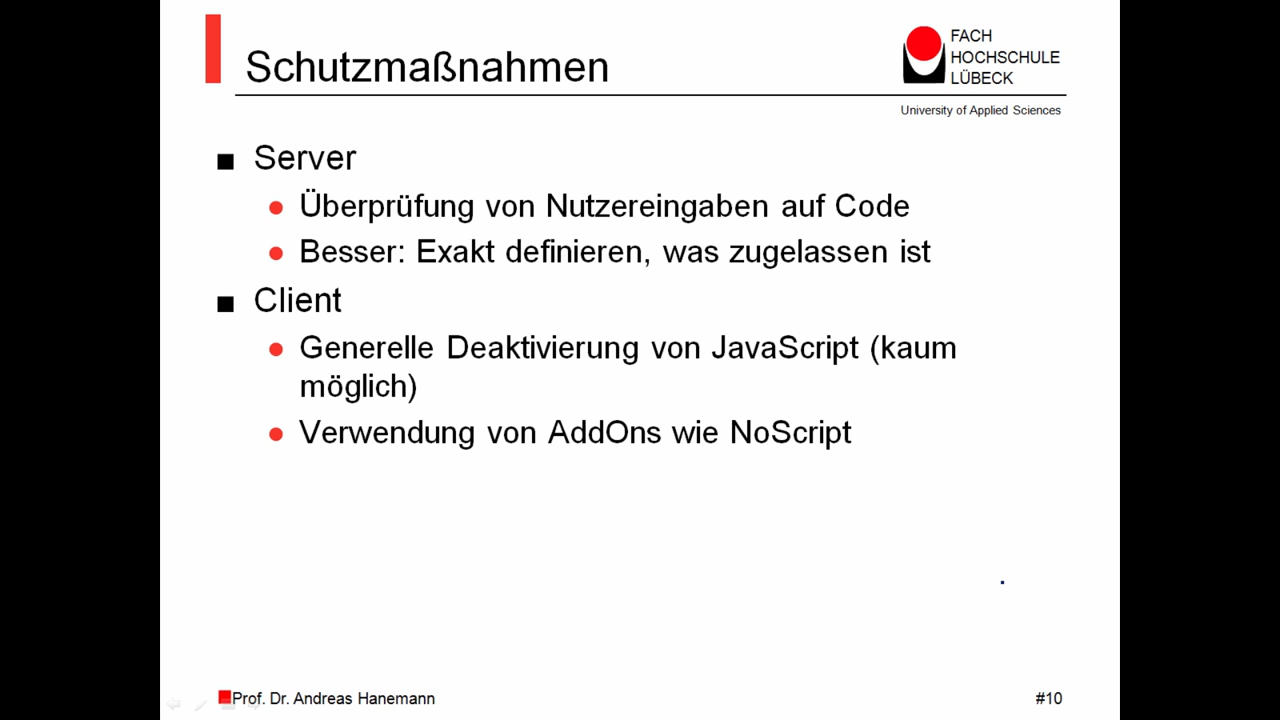 Schutzmaßnahmen
FACH
HOCHSCHULE
LÜBECK
University of Applied Sciences
Server
Überprüfung von Nutzereingaben auf Code
Besser: Exakt definieren, was zugelassen ist
Client
Generelle Deaktivierung von JavaScript (kaum
möglich)
Verwendung von AddOns wie NoScript
Prof. Dr. Andreas Hanemann
#10